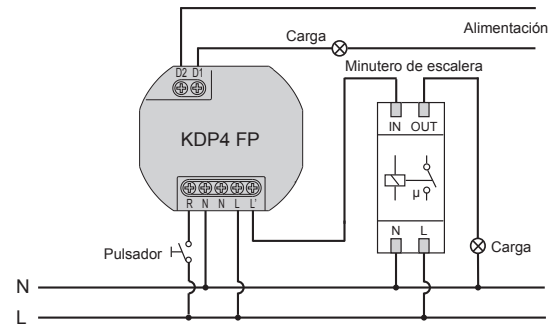 Alimentación
Carga
D2 D1
Minutero de escalera
IN OUT
KDP4 FP
µ
R N N L L'
N L
Pulsador
Carga
N
L